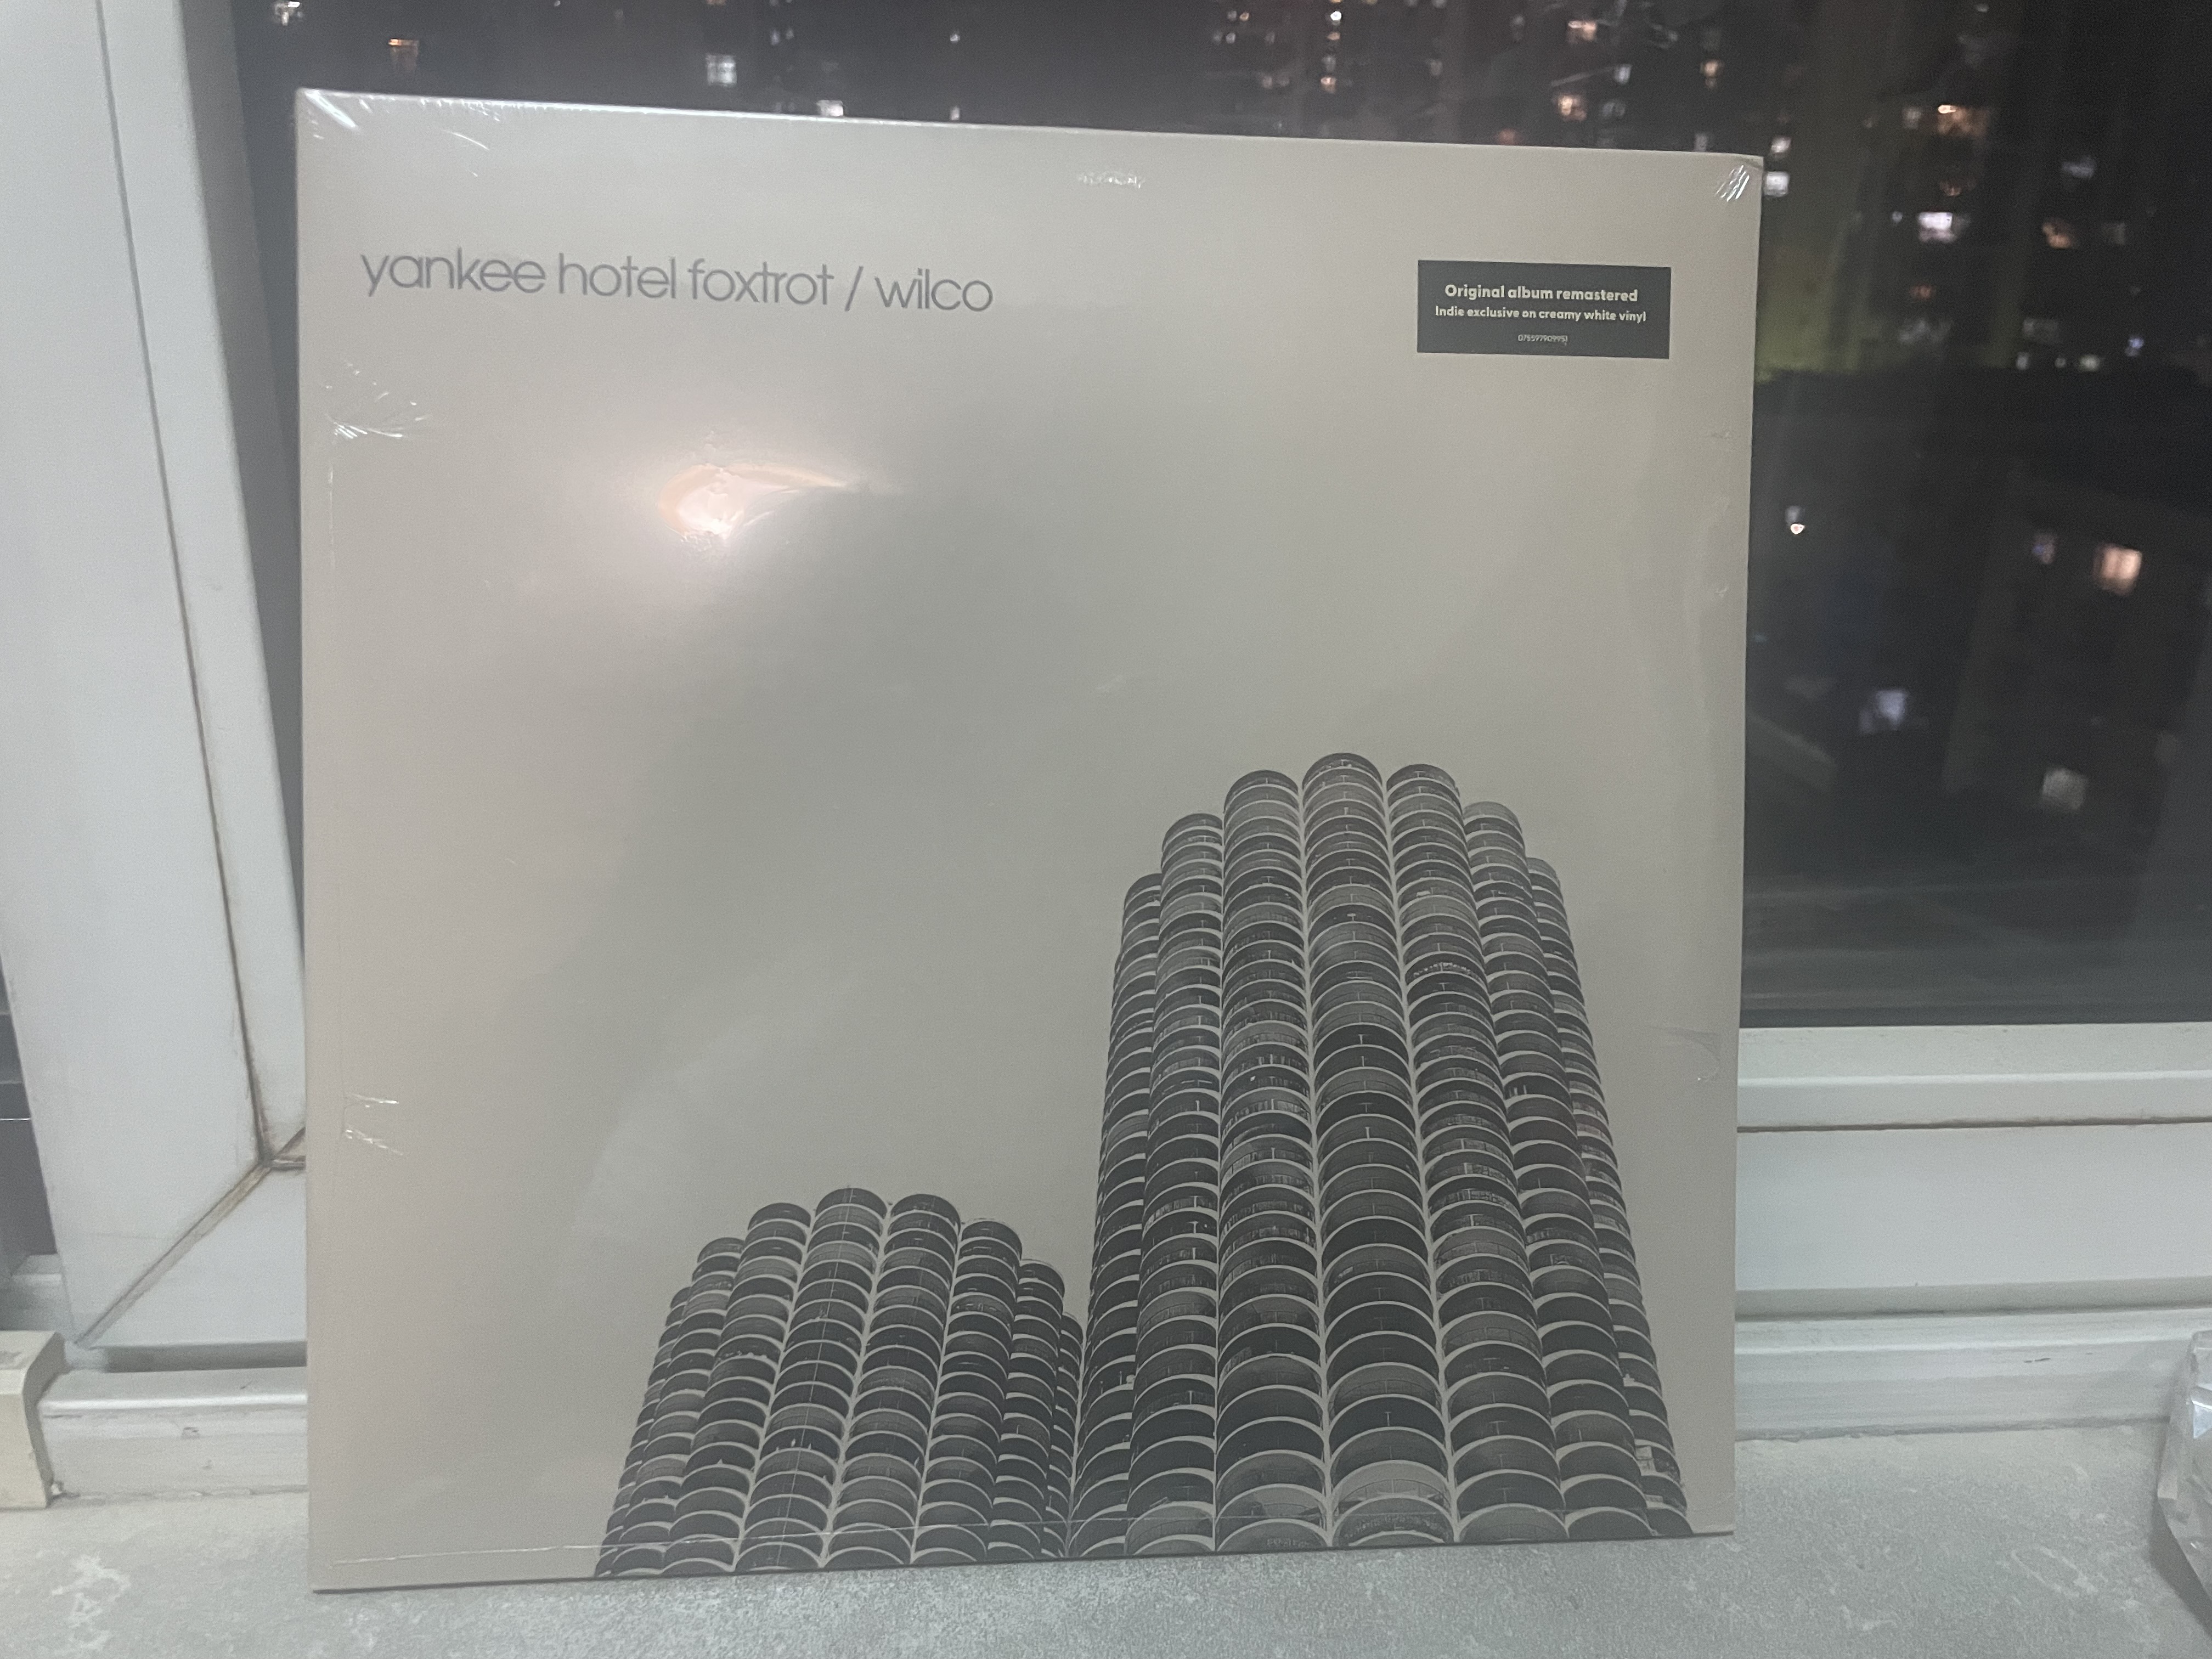 yankee hotel foxtrot / wilco
Original album remastered
Indie exclusive on creamy white vinyl